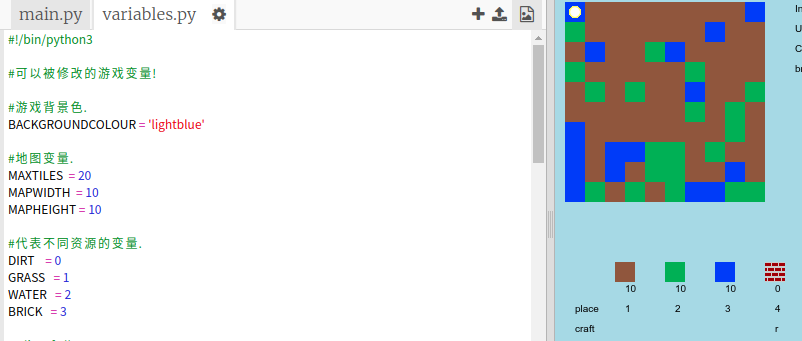 main.py variables.py
#!/bin/python3
#可以被修改的游戏变量!
#游戏背景色.
BACKGROUNDCOLOUR = 'lightblue'
#地图变量.
MAXTILES = 20
MAPWIDTH = 10
MAPHEIGHT = 10
#代表不同资源的变量.
DIRT = 0
GRASS = 1
WATER = 2
BRICK = 3
In
U
C
br
10 10 10 0
place 1 2 3 4
craft r